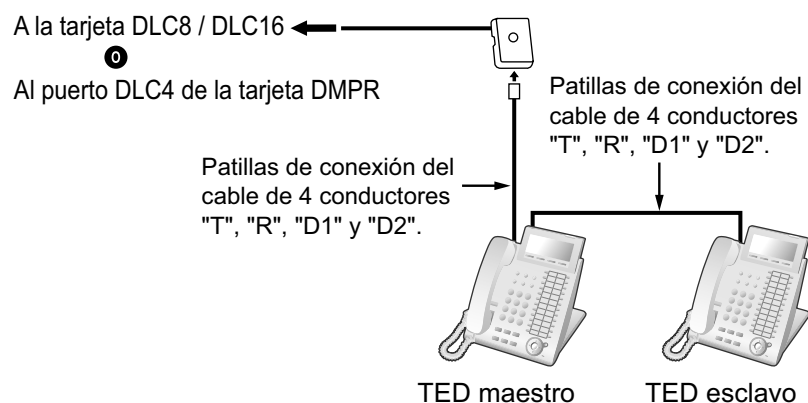 A la tarjeta DLC8 / DLC16
O
Al puerto DLC4 de la tarjeta DMPR
Patillas de conexión del
cable de 4 conductores
"T", "R", "D1" y "D2".
Patillas de conexión del
cable de 4 conductores
"T", "R", "D1" y "D2".
TED maestro
TED esclavo